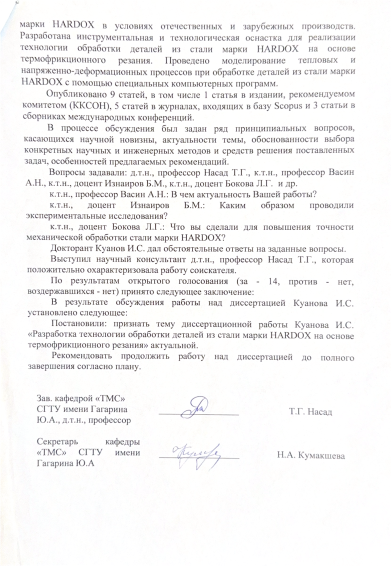 марки HARDOX в условиях отечественных и зарубежных производств.
Разработана инструментальная и технологическая оснастка для реализации
технологии обработки деталей из стали марки HARDOX на основе
термофрикционного резания. Проведено моделирование тепловых и
напряженно-деформационных процессов при обработке деталей из стали марки
HARDOX с помощью специальных компьютерных программ.
Опубликовано 9 статей, в том числе 1 статья в издании, рекомендуемом
комитетом (ККСОН), 5 статей в журналах, входящих в базу Scopus и 3 статьи в
сборниках международных конференций.
В процессе обсуждения был задан ряд принципиальных вопросов,
касающихся научной новизны, актуальности темы, обоснованности выбора
конкретных научных и инженерных методов и средств решения поставленных
задач, особенностей предлагаемых рекомендаций.
Вопросы задавали: д.т.н., профессор Насад Т.Г., к.т.н., профессор Васин
А.Н., к.т.н., доцент Изнаиров Б.М., к.т.н., доцент Бокова Л.Г. и др.
к.т.н., профессор Васин А.Н.: В чем актуальность Вашей работы?
к.т.н., доцент Изнаиров Б.М.: Каким образом проводили
экспериментальные исследования?
к.т.н., доцент Бокова Л.Г.: Что вы сделали для повышения точности
механической обработки стали марки HARDOX?
Докторант Куанов И.С. дал обстоятельные ответы на заданные вопросы.
Выступил научный консультант д.т.н., профессор Насад Т.Г., которая
положительно охарактеризовала работу соискателя.
По результатам открытого голосования (за - 14, против - нет,
воздержавшихся - нет) принято следующее заключение:
В результате обсуждения работы над диссертацией Куанова И.С.
установлено следующее:
Постановили: признать тему диссертационной работы Куанова И.С.
«Разработка технологии обработки деталей из стали марки HARDOX на основе
термофрикционного резания» актуальной.
Рекомендовать продолжить работу над диссертацией до полного
завершения согласно плану.
Зав. кафедрой «ТМС»
СГТУ имени Гагарина
Ю.А., д.т.н., профессор
Т.Г. Насад
Секретарь кафедры
«ТМС» СГТУ имени
Гагарина Ю.А
Н.А. Кумакшева